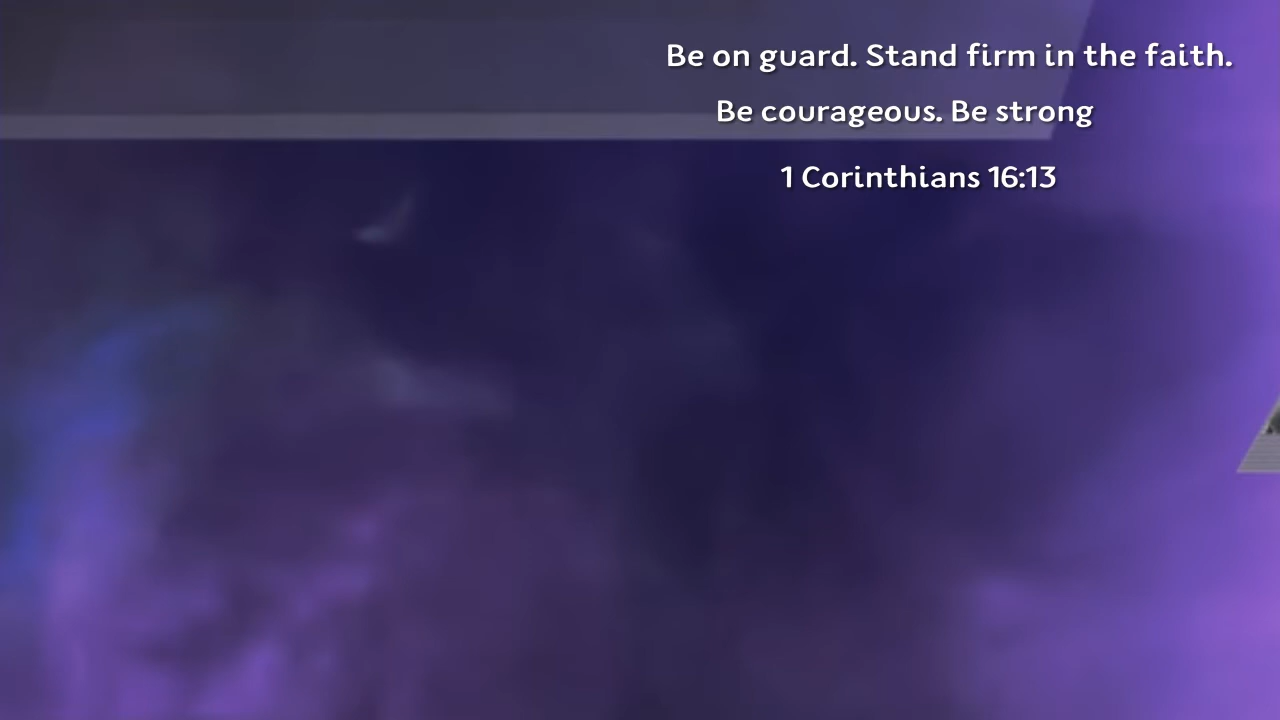 Be on guard. Stand firm in the faith.
Be courageous. Be strong
1 Corinthians 16:13